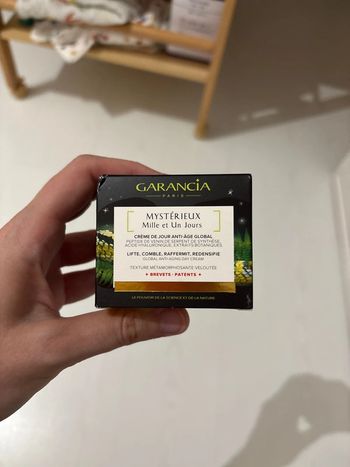 GARANCIA
PARIS
MYSTÉRIEUX
Mille et Un Jours
CRÈME DE JOUR ANTI-ÂGE GLOBAL
PEPTIDE DE VENIN DE SERPENT DE SYNTHÈSE,
ACIDE HYALURONIQUE, EXTRAITS BOTANIQUES.
LIFTE, COMBLE, RAFFERMIT, REDENSIFIE
GLOBAL ANTI-AGING DAY CREAM
TEXTURE MÉTAMORPHOSANTE VELOUTÉE
+ BREVETS - PATENTS +
LE POUVOIR DE LA SCIENCE ET DE LA NATURE